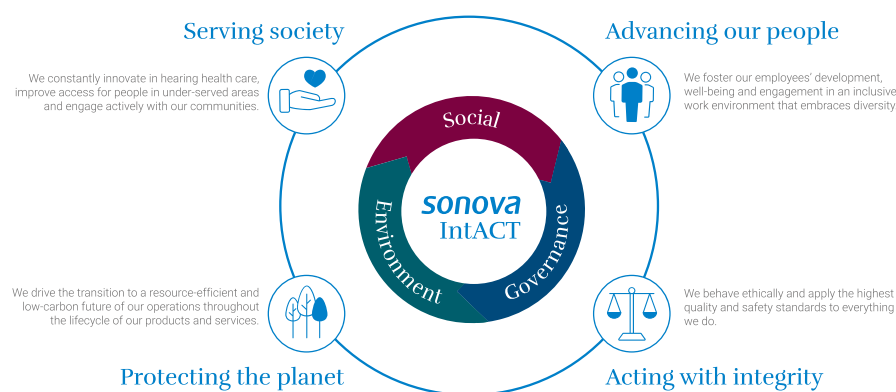 Serving society
We constantly innovate in hearing health care,
improve access for people in under-served areas
and engage actively with our communities.
Advancing our people
We foster our employees’ development,
well-being and engagement in an inclusive
work environment that embraces diversity
Social
Environment
Governance
sonova
IntACT
We drive the transition to a resource-efficient and
low-carbon future of our operations throughout
the lifecycle of our products and services.
Protecting the planet
We behave ethically and apply the highest
quality and safety standards to everything
we do.
Acting with integrity